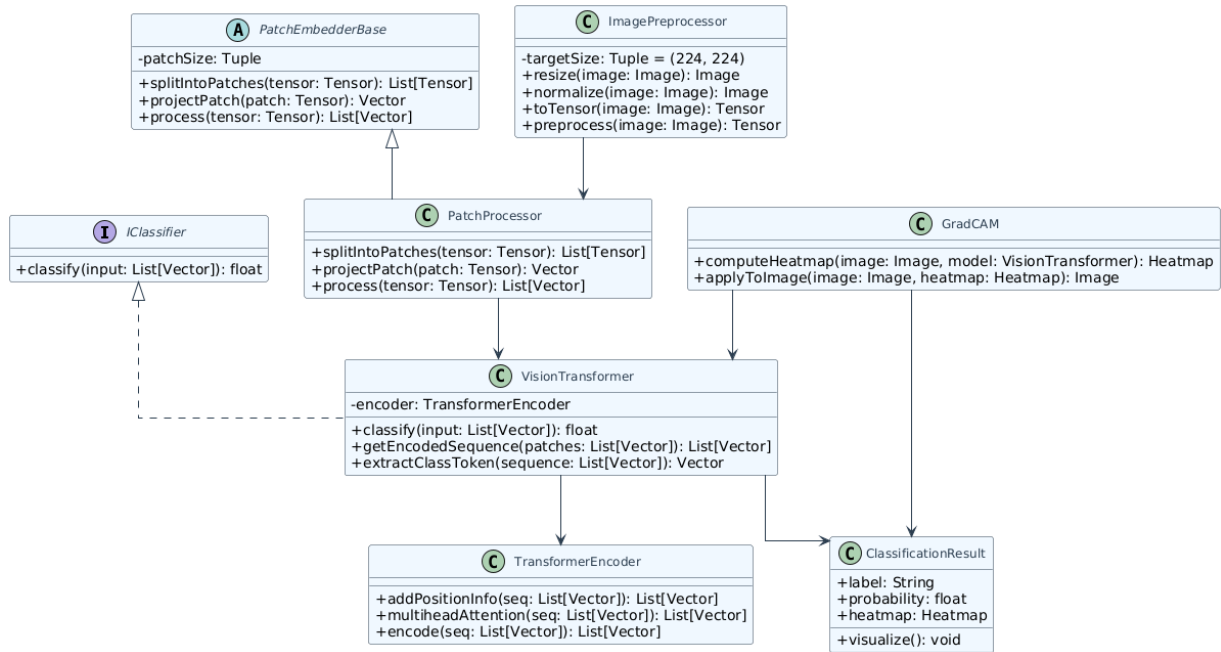 A PatchEmbedderBase
-patchSize: Tuple
+splitIntoPatches(tensor: Tensor): List[Tensor]
+projectPatch(patch: Tensor): Vector
+process(tensor: Tensor): List[Vector]
C ImagePreprocessor
-targetSize: Tuple = (224, 224)
+resize(image: Image): Image
+normalize(image: Image): Image
+toTensor(image: Image): Tensor
+preprocess(image: Image): Tensor
I IClassifier
+classify(input: List[Vector]): float
C PatchProcessor
+splitIntoPatches(tensor: Tensor): List[Tensor]
+projectPatch(patch: Tensor): Vector
+process(tensor: Tensor): List[Vector]
C GradCAM
+computeHeatmap(image: Image, model: VisionTransformer): Heatmap
+applyToImage(image: Image, heatmap: Heatmap): Image
C VisionTransformer
-encoder: TransformerEncoder
+classify(input: List[Vector]): float
+getEncodedSequence(patches: List[Vector]): List[Vector]
+extractClassToken(sequence: List[Vector]): Vector
C TransformerEncoder
+addPositionInfo(seq: List[Vector]): List[Vector]
+multiheadAttention(seq: List[Vector]): List[Vector]
+encode(seq: List[Vector]): List[Vector]
C ClassificationResult
+label: String
+probability: float
+heatmap: Heatmap
+visualize(): void